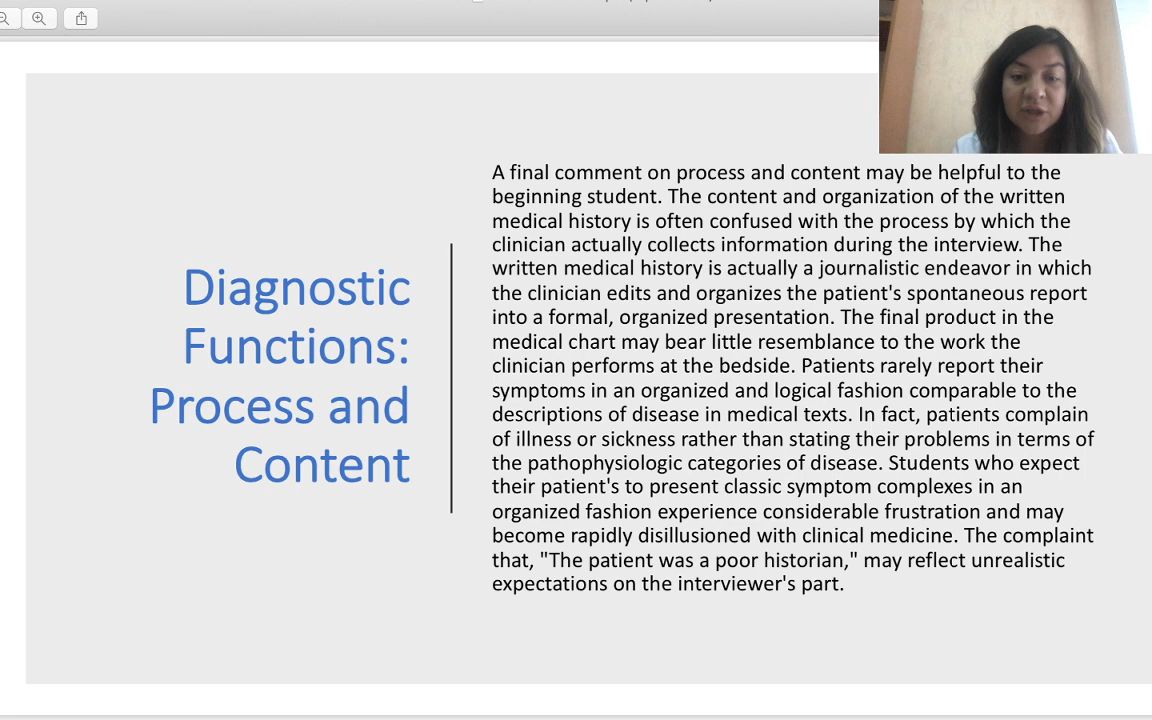 Diagnostic
Functions:
Process and
Content
A final comment on process and content may be helpful to the
beginning student. The content and organization of the written
medical history is often confused with the process by which the
clinician actually collects information during the interview. The
written medical history is actually a journalistic endeavor in which
the clinician edits and organizes the patient's spontaneous report
into a formal, organized presentation. The final product in the
medical chart may bear little resemblance to the work the
clinician performs at the bedside. Patients rarely report their
symptoms in an organized and logical fashion comparable to the
descriptions of disease in medical texts. In fact, patients complain
of illness or sickness rather than stating their problems in terms of
the pathophysiologic categories of disease. Students who expect
their patient's to present classic symptom complexes in an
organized fashion experience considerable frustration and may
become rapidly disillusioned with clinical medicine. The complaint
that, "The patient was a poor historian," may reflect unrealistic
expectations on the interviewer's part.